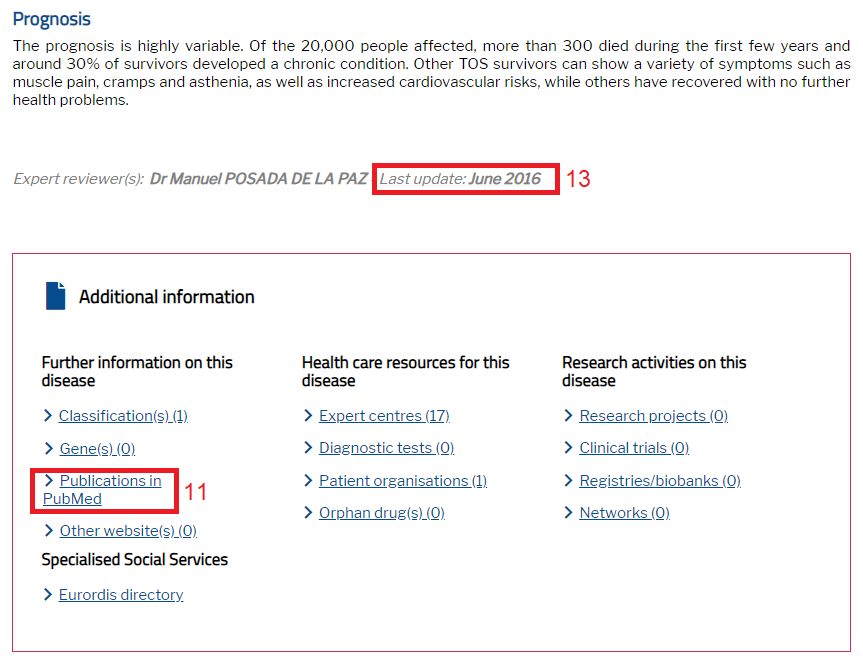 Prognosis
The prognosis is highly variable. Of the 20,000 people affected, more than 300 died during the first few years and
around 30% of survivors developed a chronic condition. Other TOS survivors can show a variety of symptoms such as
muscle pain, cramps and asthenia, as well as increased cardiovascular risks, while others have recovered with no further
health problems.
Expert reviewer(s): Dr Manuel POSADA DE LA PAZ Last update: June 2016 13
Additional information
Further information on this
disease
> Classification(s) (1)
> Gene(s) (0)
> Publications in
PubMed
11
> Other website(s) (0)
Specialised Social Services
> Eurordis directory
Health care resources for this
disease
> Expert centres (17)
> Diagnostic tests (0)
> Patient organisations (1)
> Orphan drug(s) (0)
Research activities on this
disease
> Research projects (0)
> Clinical trials (0)
> Registries/biobanks (0)
> Networks (0)